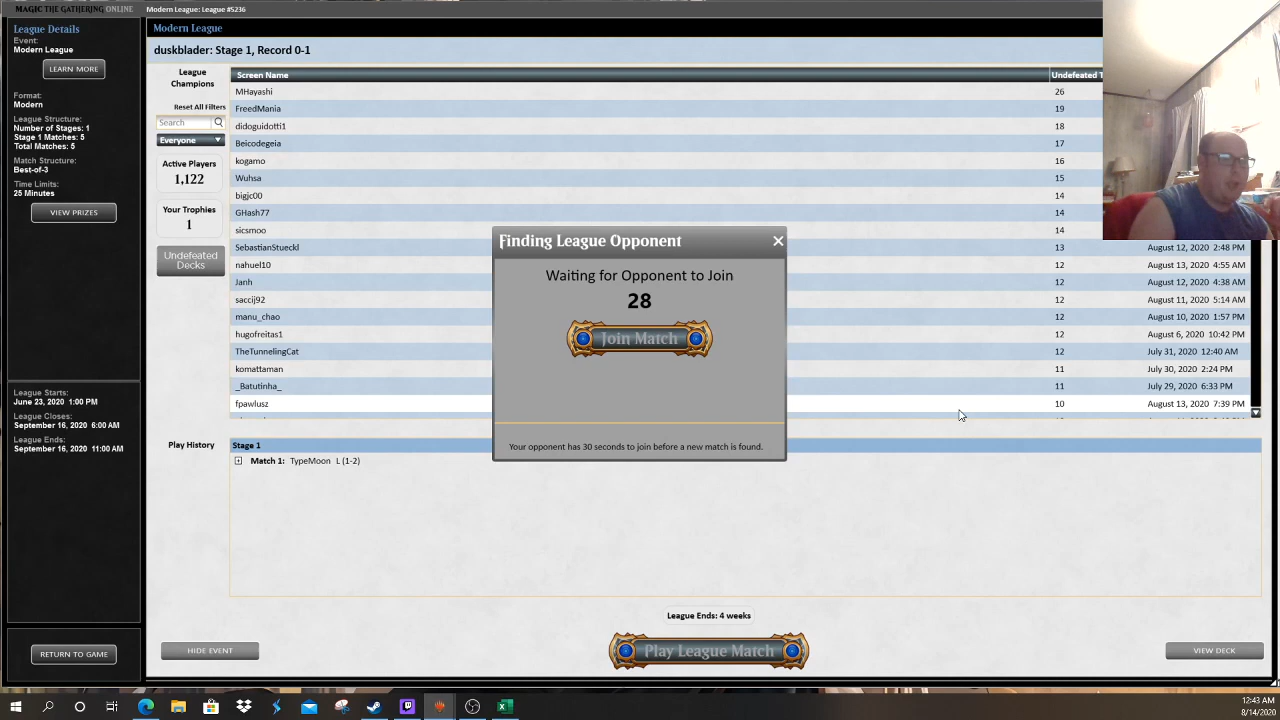 MAGIC THE GATHERING ONLINE
Modern League: League #5236
League Details
Event:
Modern League
LEARN MORE
Format:
Modern
League Structure:
Number of Stages: 1
Stage 1 Matches: 5
Total Matches: 5
Match Structure:
Best-of-3
Time Limits:
25 Minutes
VIEW PRIZES
League Starts:
June 23, 2020 1:00 PM
League Closes:
September 16, 2020 6:00 AM
League Ends:
September 16, 2020 11:00 AM
RETURN TO GAME
Modern League
duskblader: Stage 1, Record 0-1
League
Champions
Reset All Filters
Search
Everyone
Active Players
1,122
Your Trophies
1
Undefeated
Decks
Screen Name Undefeated T
MHayashi 26
FreedMania 19
didoguidotti1 18
Beicodegeia 17
kogamo 16
Wuhsa 15
bigjc00 14
GHash77 14
sicsmoo 14
SebastianStueckl 13 August 12, 2020 2:48 PM
nahuel10 12 August 13, 2020 4:55 AM
Janh 12 August 12, 2020 4:38 AM
saccij92 12 August 11, 2020 5:14 AM
manu_chao 12 August 10, 2020 1:57 PM
hugofreitas1 12 August 6, 2020 10:42 PM
TheTunnelingCat 12 July 31, 2020 12:40 AM
komattaman 11 July 30, 2020 2:24 PM
_Batutinha_ 11 July 29, 2020 6:33 PM
fpawlusz 10 August 13, 2020 7:39 PM
Finding League Opponent
Waiting for Opponent to Join
28
Join Match
Your opponent has 30 seconds to join before a new match is found.
Play History
Stage 1
Match 1: TypeMoon L (1-2)
League Ends: 4 weeks
HIDE EVENT
Play League Match
VIEW DECK
12:43 AM
8/14/2020